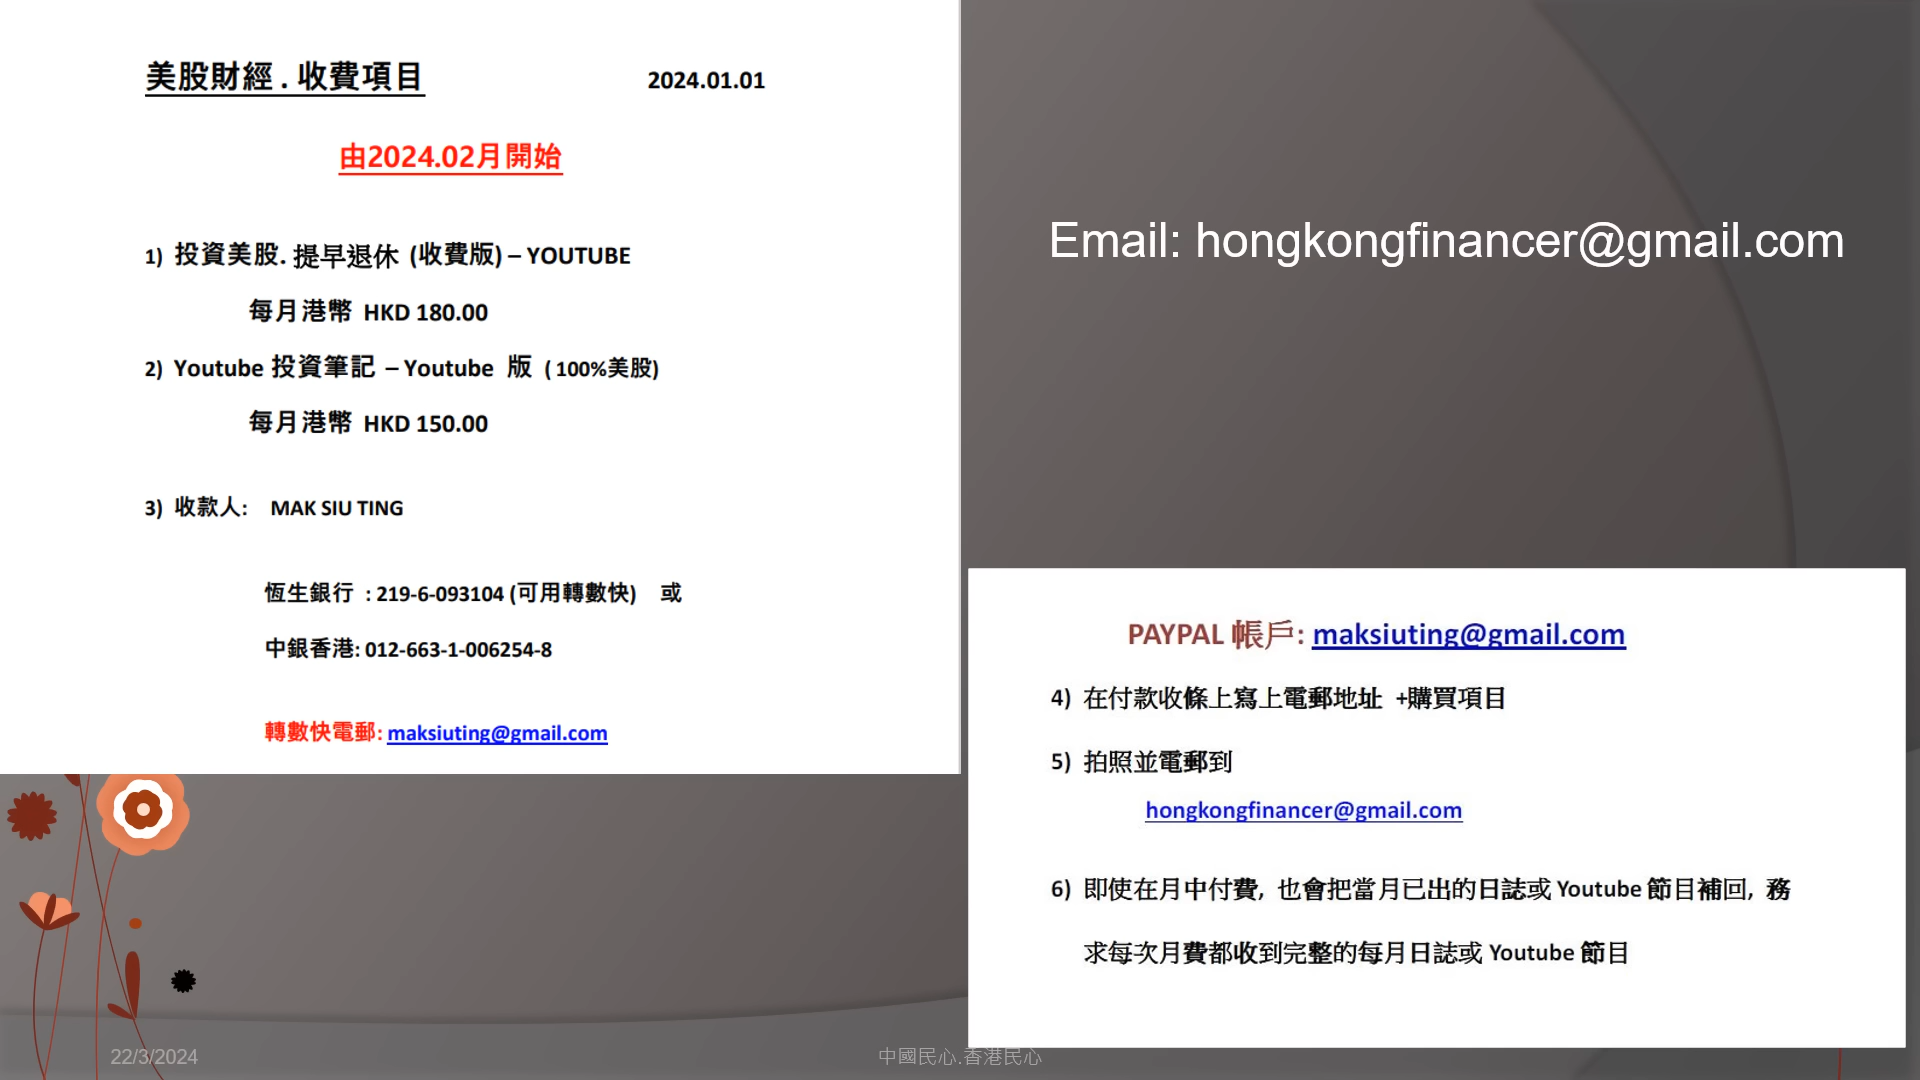 美股財經 . 收費項目 2024.01.01
由2024.02月開始
1) 投資美股. 提早退休 (收費版) – YOUTUBE
每月港幣 HKD 180.00
2) Youtube 投資筆記 – Youtube 版 ( 100%美股)
每月港幣 HKD 150.00
3) 收款人: MAK SIU TING
恆生銀行 : 219-6-093104 (可用轉數快) 或
中銀香港: 012-663-1-006254-8
轉數快電郵: maksiuting@gmail.com
Email: hongkongfinancer@gmail.com
PAYPAL 帳戶: maksiuting@gmail.com
4) 在付款收條上寫上電郵地址 +購買項目
5) 拍照並電郵到
hongkongfinancer@gmail.com
6) 即使在月中付費, 也會把當月已出的日誌或 Youtube 節目補回, 務
求每次月費都收到完整的每月日誌或 Youtube 節目
22/3/2024
中國民心.香港民心